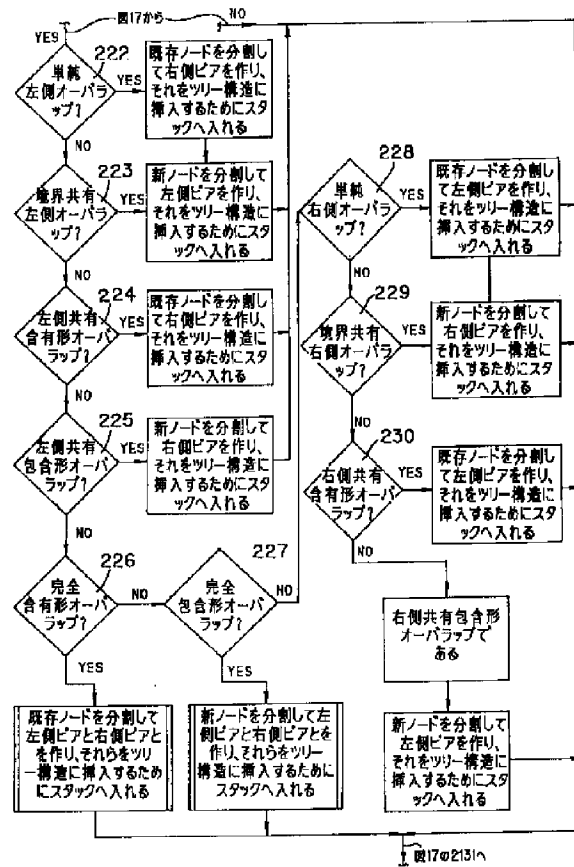 図17から
YES
NO
222
単純
左側オーバラ
ップ?
YES
既存ノードを分割し
て右側ピアを作り、
それをツリー構造に
挿入するためにスタ
ックへ入れる
NO
223
境界共有
左側オーバラ
ップ?
YES
新ノードを分割して
左側ピアを作り、そ
れをツリー構造に挿
入するためにスタッ
クへ入れる
NO
224
左側共有
含有形オーバ
ラップ?
YES
既存ノードを分割し
て右側ピアを作り、
それをツリー構造に
挿入するためにスタ
ックへ入れる
NO
225
左側共有
包含形オーバ
ラップ?
YES
新ノードを分割して
右側ピアを作り、そ
れをツリー構造に挿
入するためにスタッ
クへ入れる
NO
226
完全
含有形オーバ
ラップ?
NO
YES
既存ノードを分割して
左側ピアと右側ピアと
を作り、それらをツリ
ー構造に挿入するため
にスタックへ入れる
227
完全
包含形オーバ
ラップ?
NO
YES
新ノードを分割して左
側ピアと右側ピアとを
作り、それらをツリー
構造に挿入するために
スタックへ入れる
228
単純
右側オーバラ
ップ?
YES
既存ノードを分割し
て左側ピアを作り、
それをツリー構造に
挿入するためにスタ
ックへ入れる
NO
229
境界共有
右側オーバラ
ップ?
YES
新ノードを分割して
右側ピアを作り、そ
れをツリー構造に挿
入するためにスタッ
クへ入れる
NO
230
右側共有
含有形オーバ
ラップ?
YES
既存ノードを分割し
て左側ピアを作り、
それをツリー構造に
挿入するためにスタ
ックへ入れる
NO
右側共有包含形
オーバラップで
ある
新ノードを分割して
左側ピアを作り、
それをツリー構造に
挿入するためにスタ
ックへ入れる
図17の2131へ